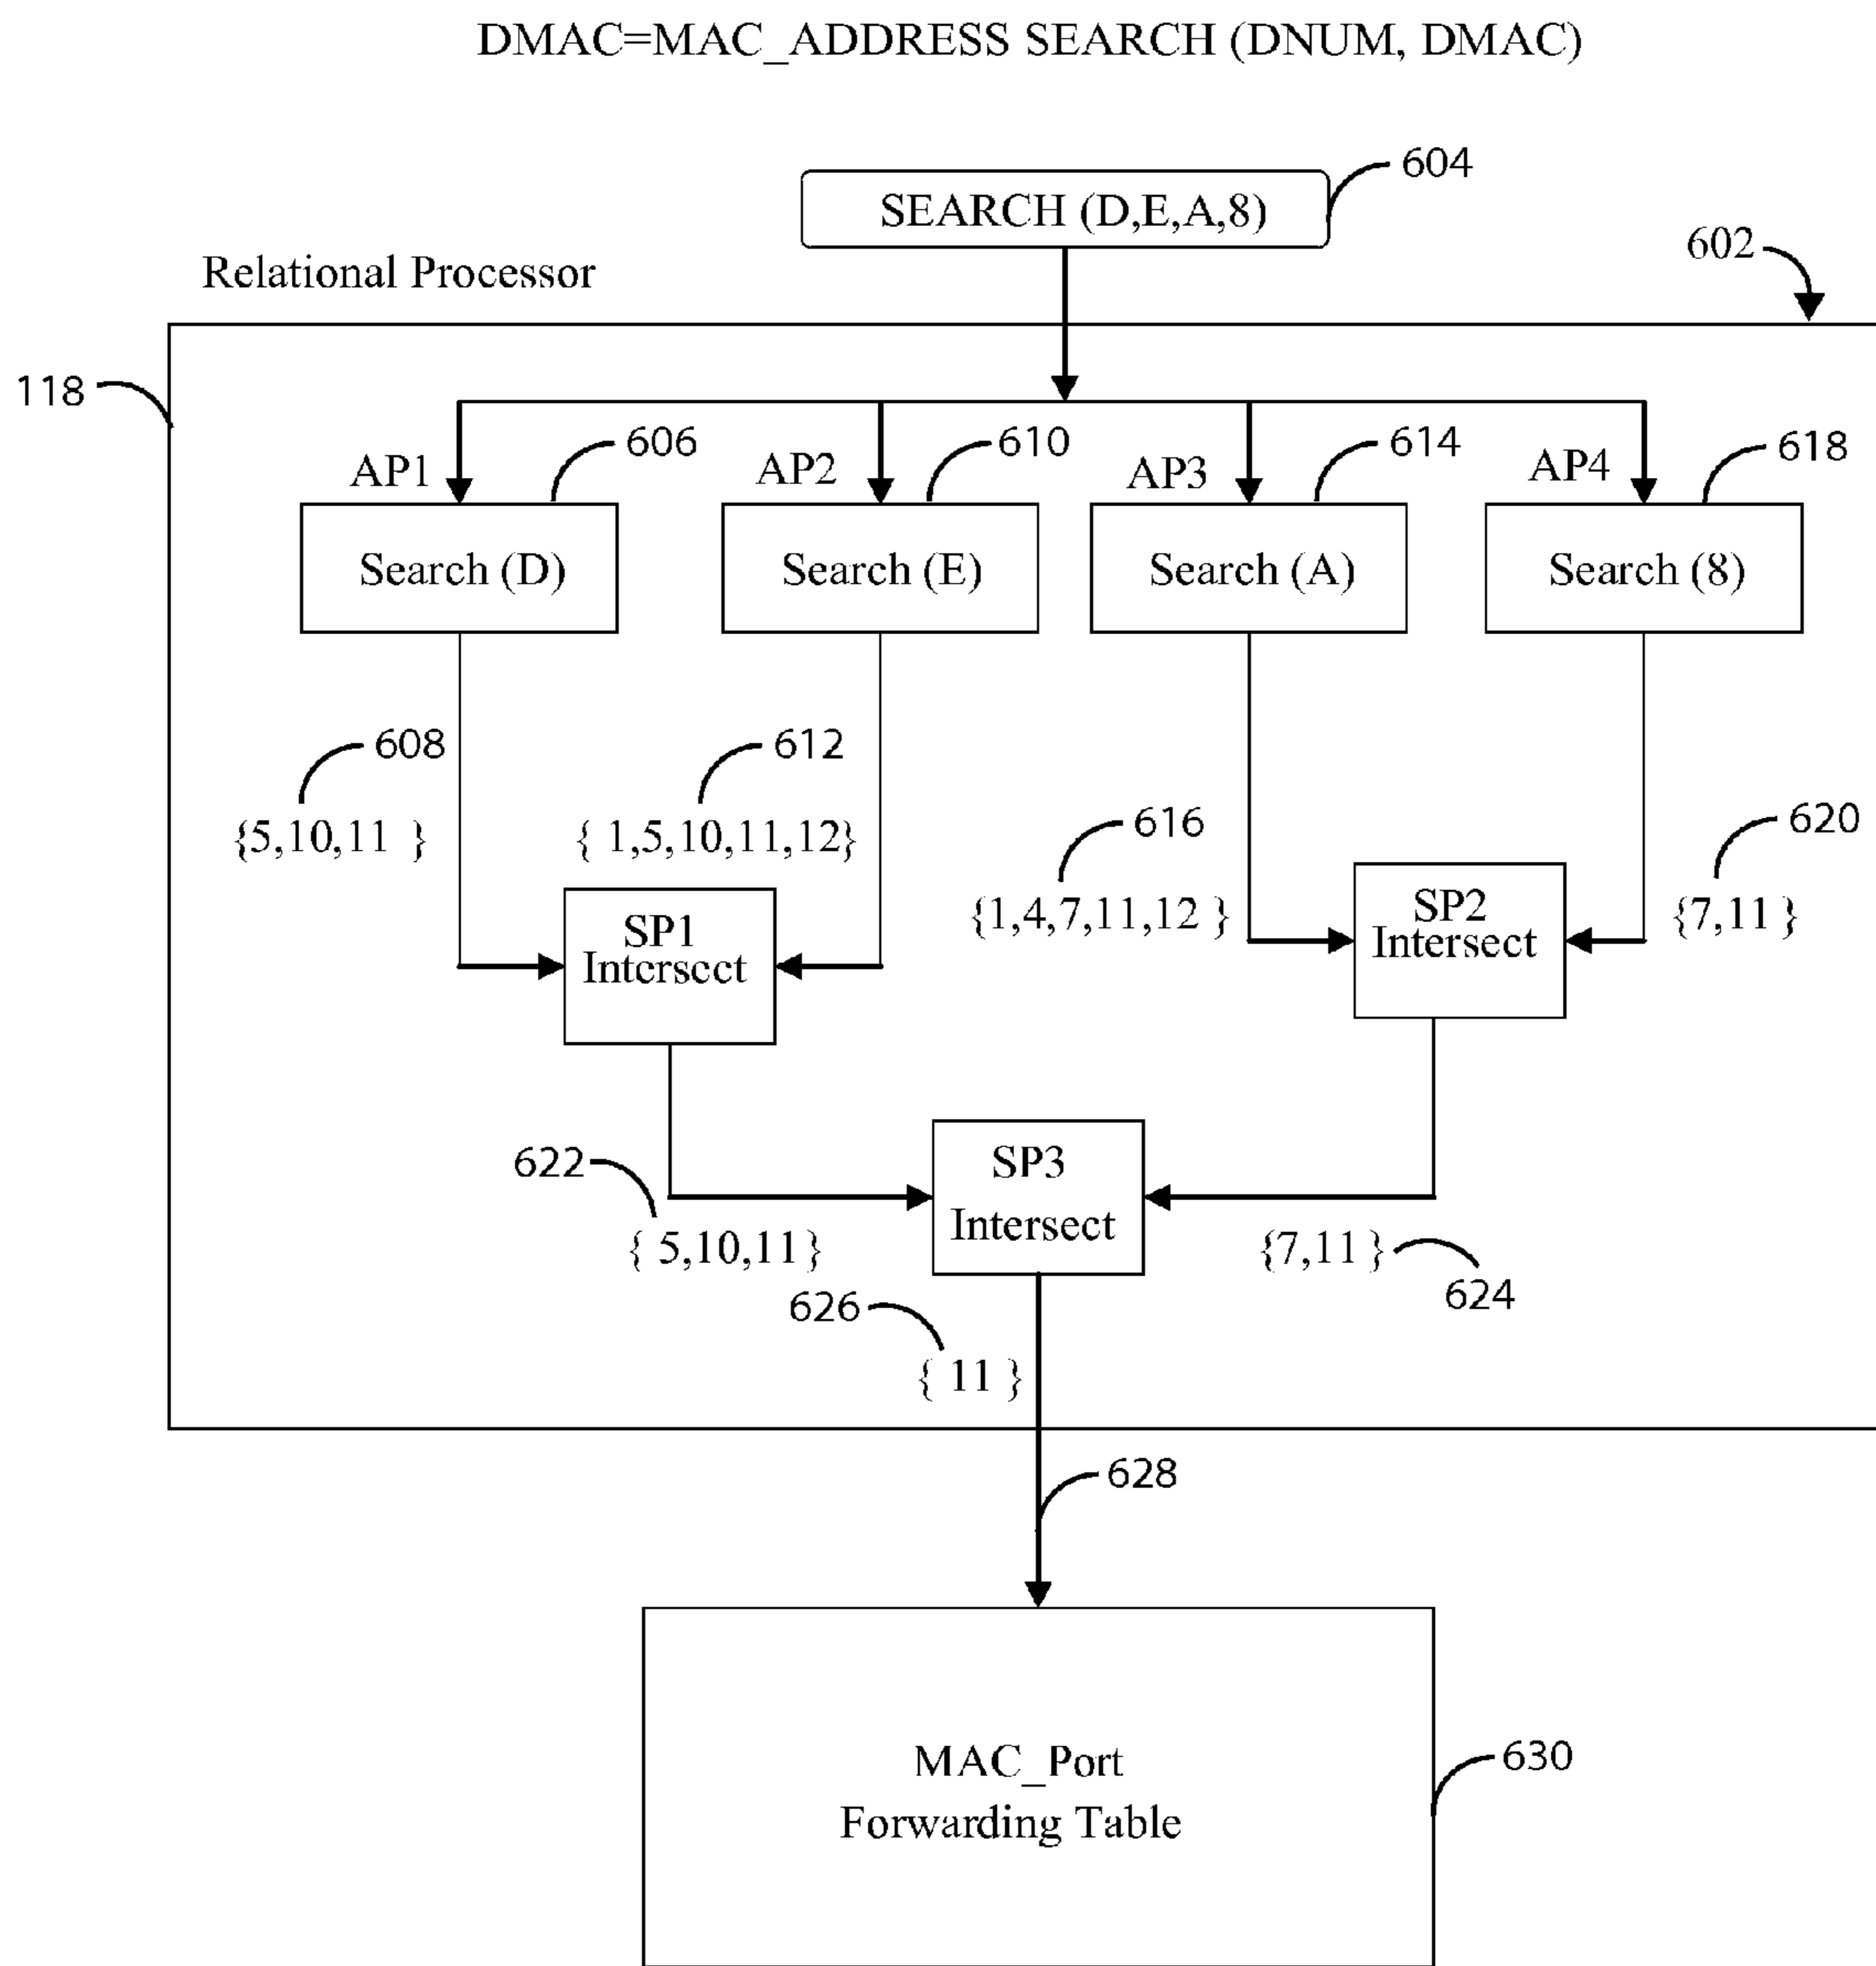 DMAC=MAC_ADDRESS SEARCH (DNUM, DMAC)
604
SEARCH (D,E,A,8)
602
Relational Processor
118
AP1
606
AP2
610
AP3
614
AP4
618
Search (D)
Search (E)
Search (A)
Search (8)
608
612
616
620
{5,10,11 }
{ 1,5,10,11,12}
{1,4,7,11,12 }
{7,11 }
SP1
Intersect
SP2
Intersect
622
SP3
Intersect
{ 5,10,11 }
{7,11 }
624
626
{ 11 }
628
MAC_Port
Forwarding Table
630